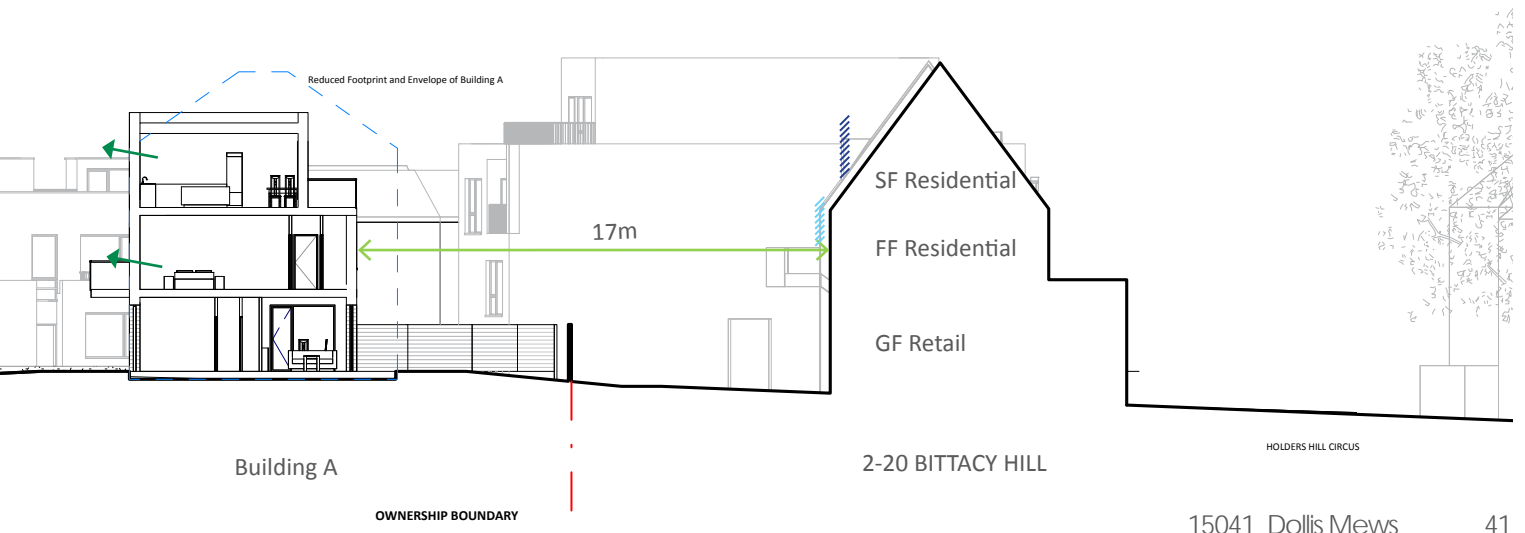 Reduced Footprint and Envelope of Building A
SF Residential
17m
FF Residential
GF Retail
Building A
2-20 BITTACY HILL
HOLDERS HILL CIRCUS
OWNERSHIP BOUNDARY
15041 Dollis Mews 41